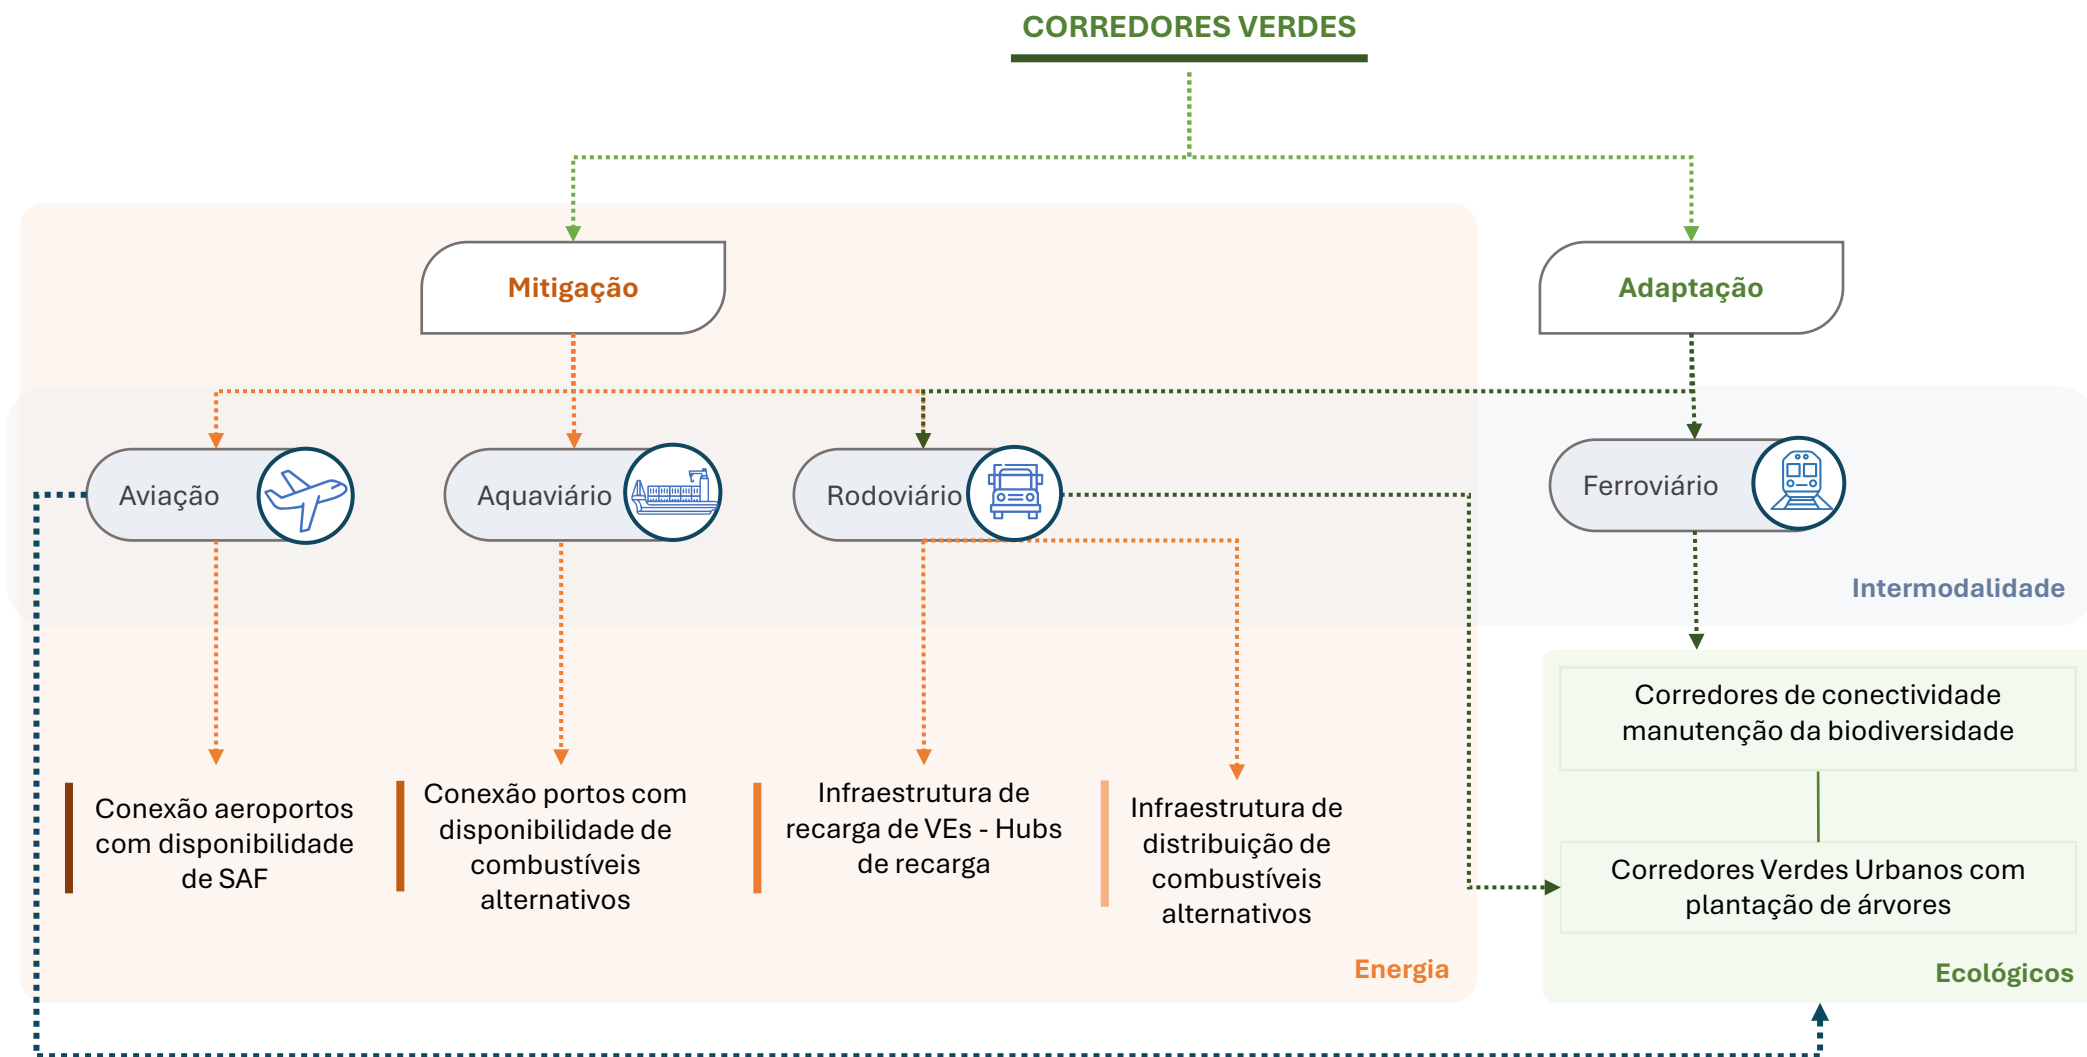 CORREDORES VERDES
Mitigação
Adaptação
Aviação
Aquaviário
Rodoviário
Ferroviário
Intermodalidade
Conexão aeroportos
com disponibilidade
de SAF
Conexão portos com
disponibilidade de
combustíveis
alternativos
Infraestrutura de
recarga de VEs - Hubs
de recarga
Infraestrutura de
distribuição de
combustíveis
alternativos
Energia
Corredores de conectividade
manutenção da biodiversidade
Corredores Verdes Urbanos com
plantação de árvores
Ecológicos